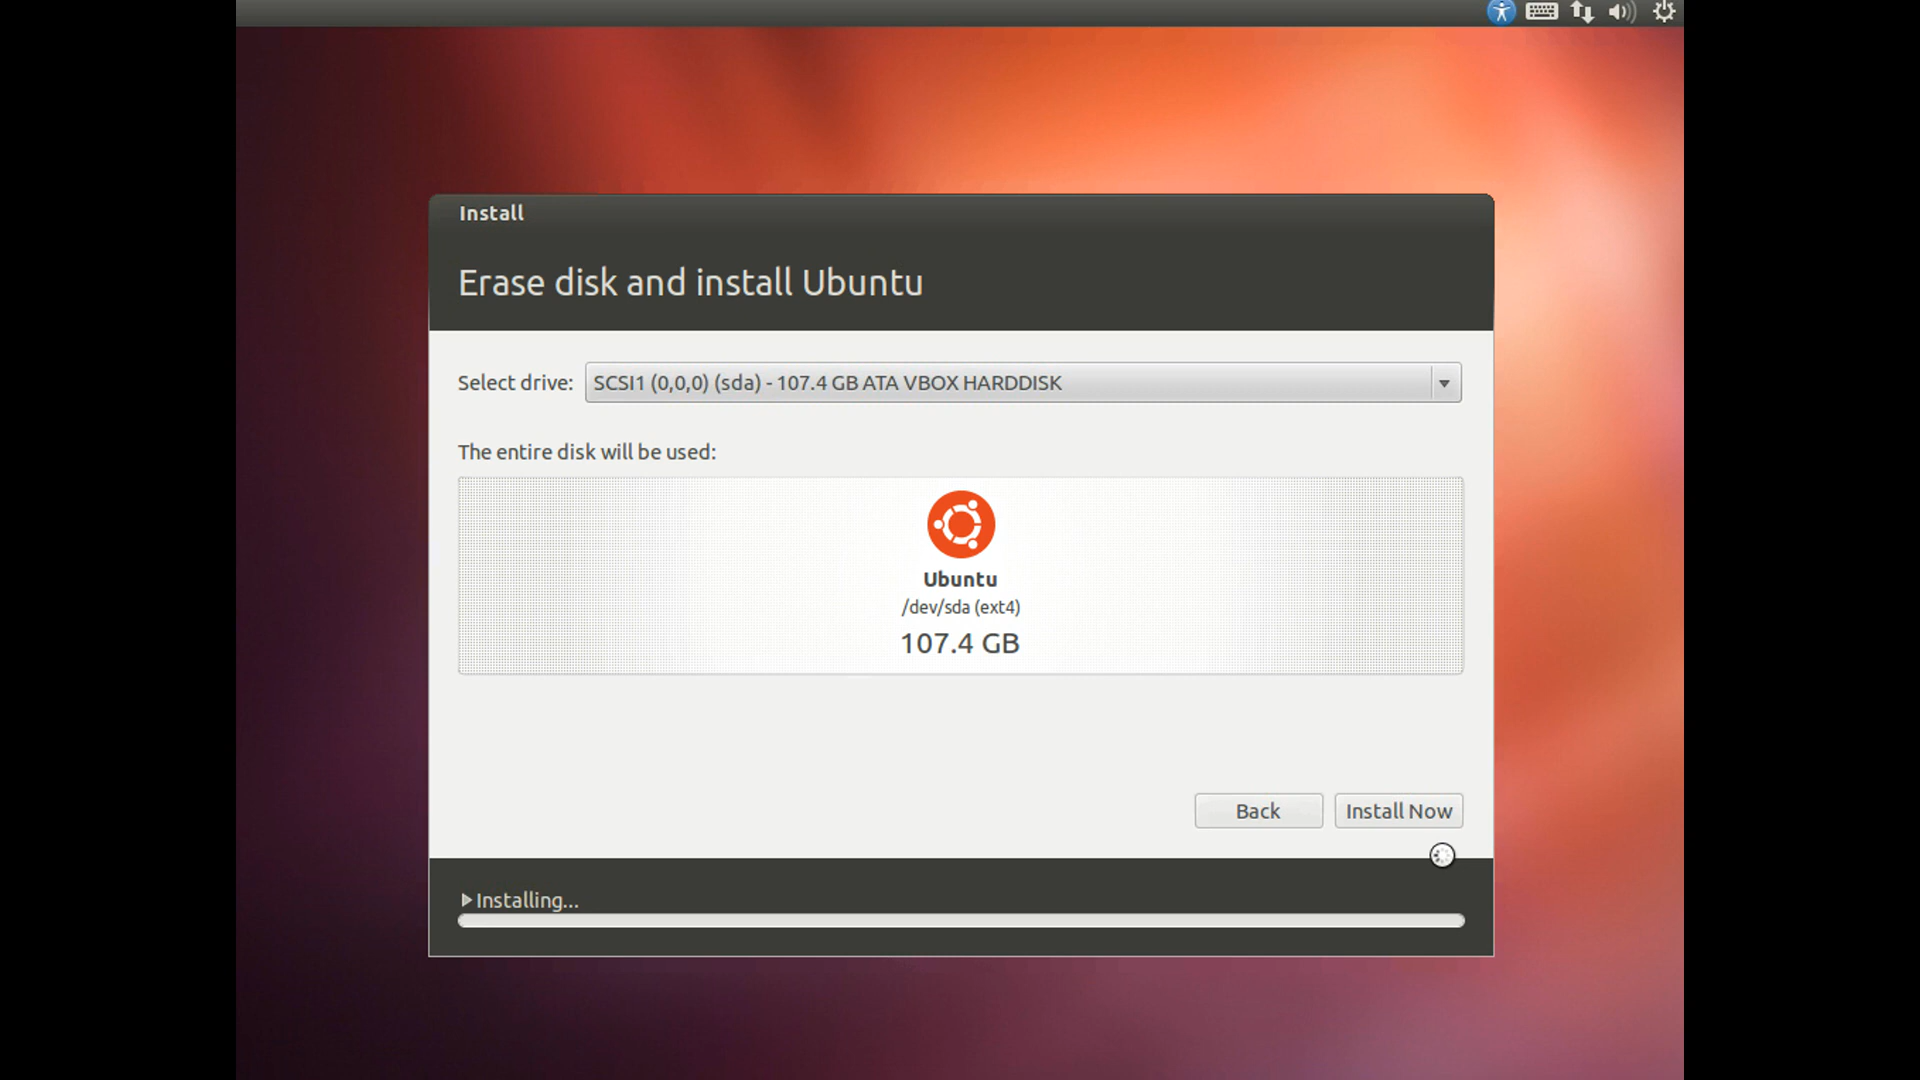 Install
Erase disk and install Ubuntu
Select drive: SCSI1 (0,0,0) (sda) - 107.4 GB ATA VBOX HARDDISK
The entire disk will be used:
Ubuntu
/dev/sda (ext4)
107.4 GB
Back Install Now
Installing...